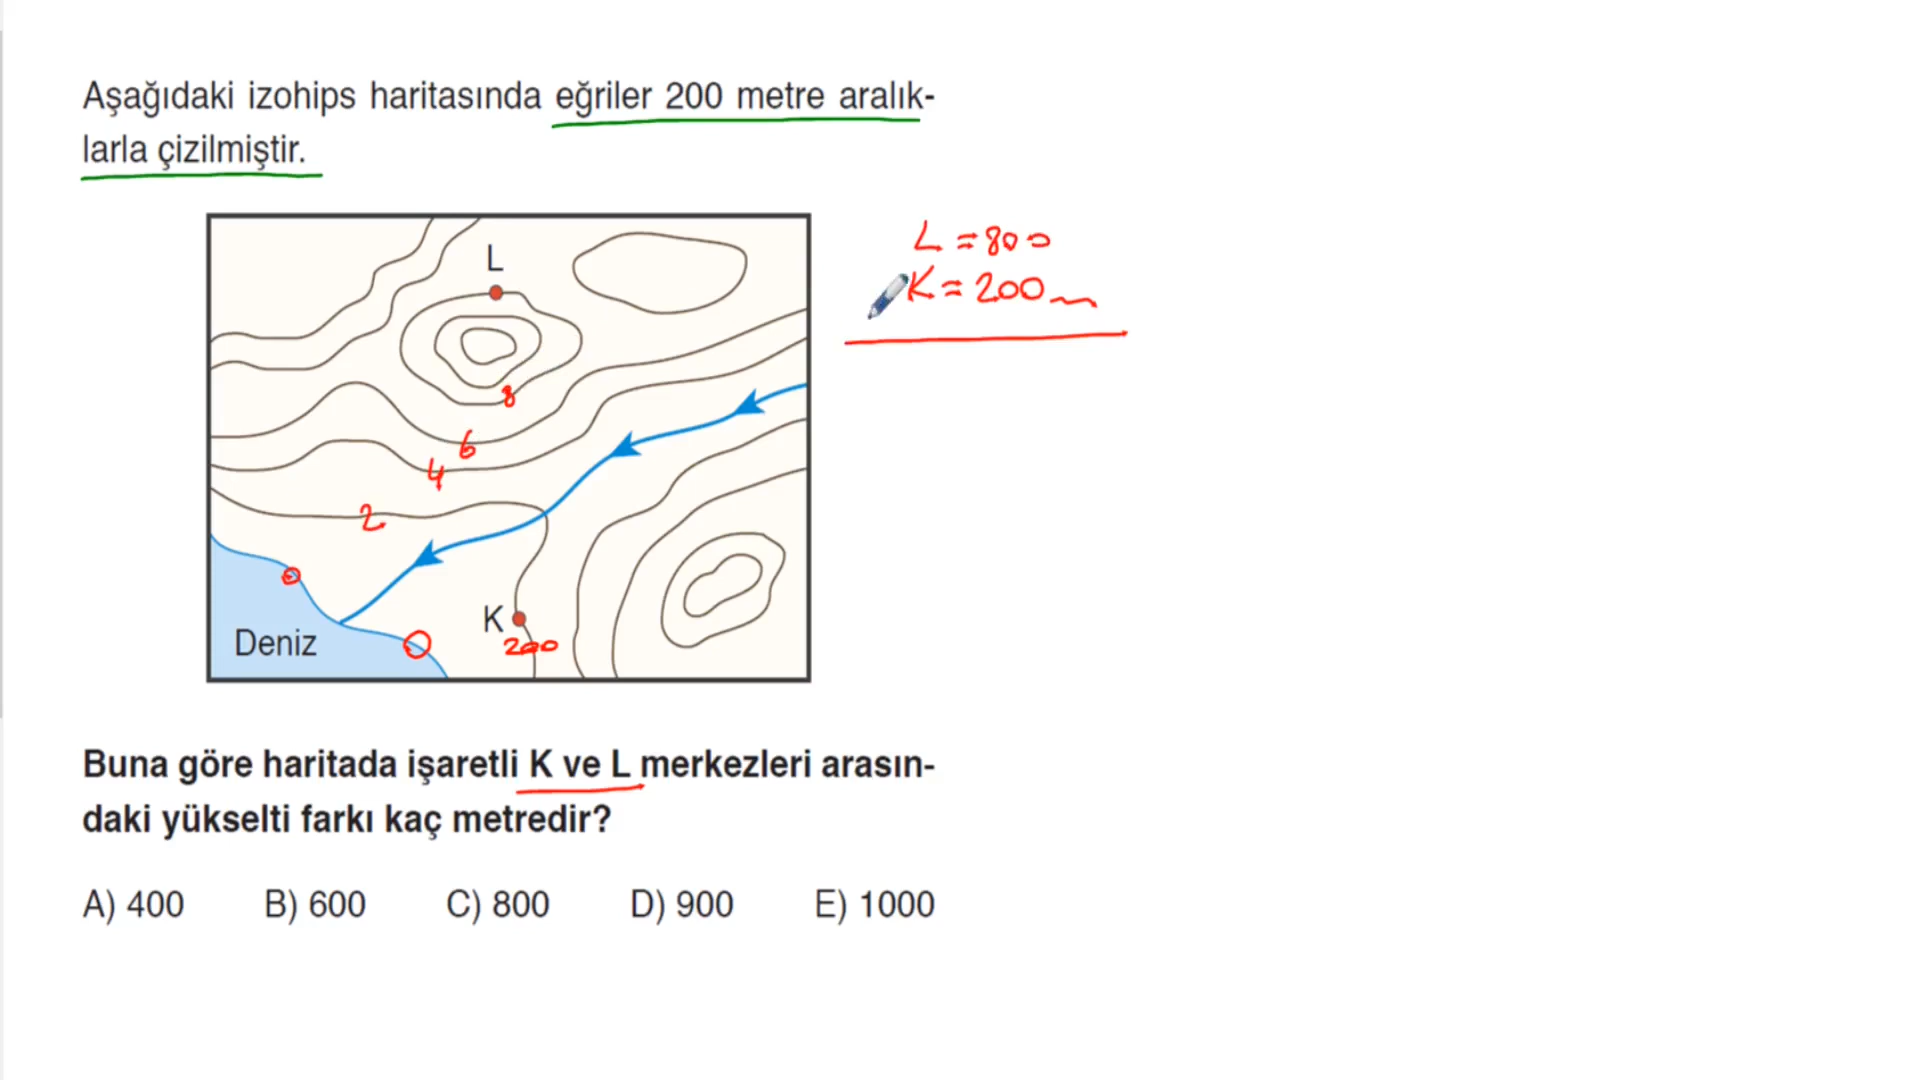 Aşağıdaki izohips haritasında eğriler 200 metre aralık-
larla çizilmiştir.
L
L = 800
K = 200 m
8
6
4
2
K
200
Deniz
Buna göre haritada işaretli K ve L merkezleri arasın-
daki yükselti farkı kaç metredir?
A) 400 B) 600 C) 800 D) 900 E) 1000